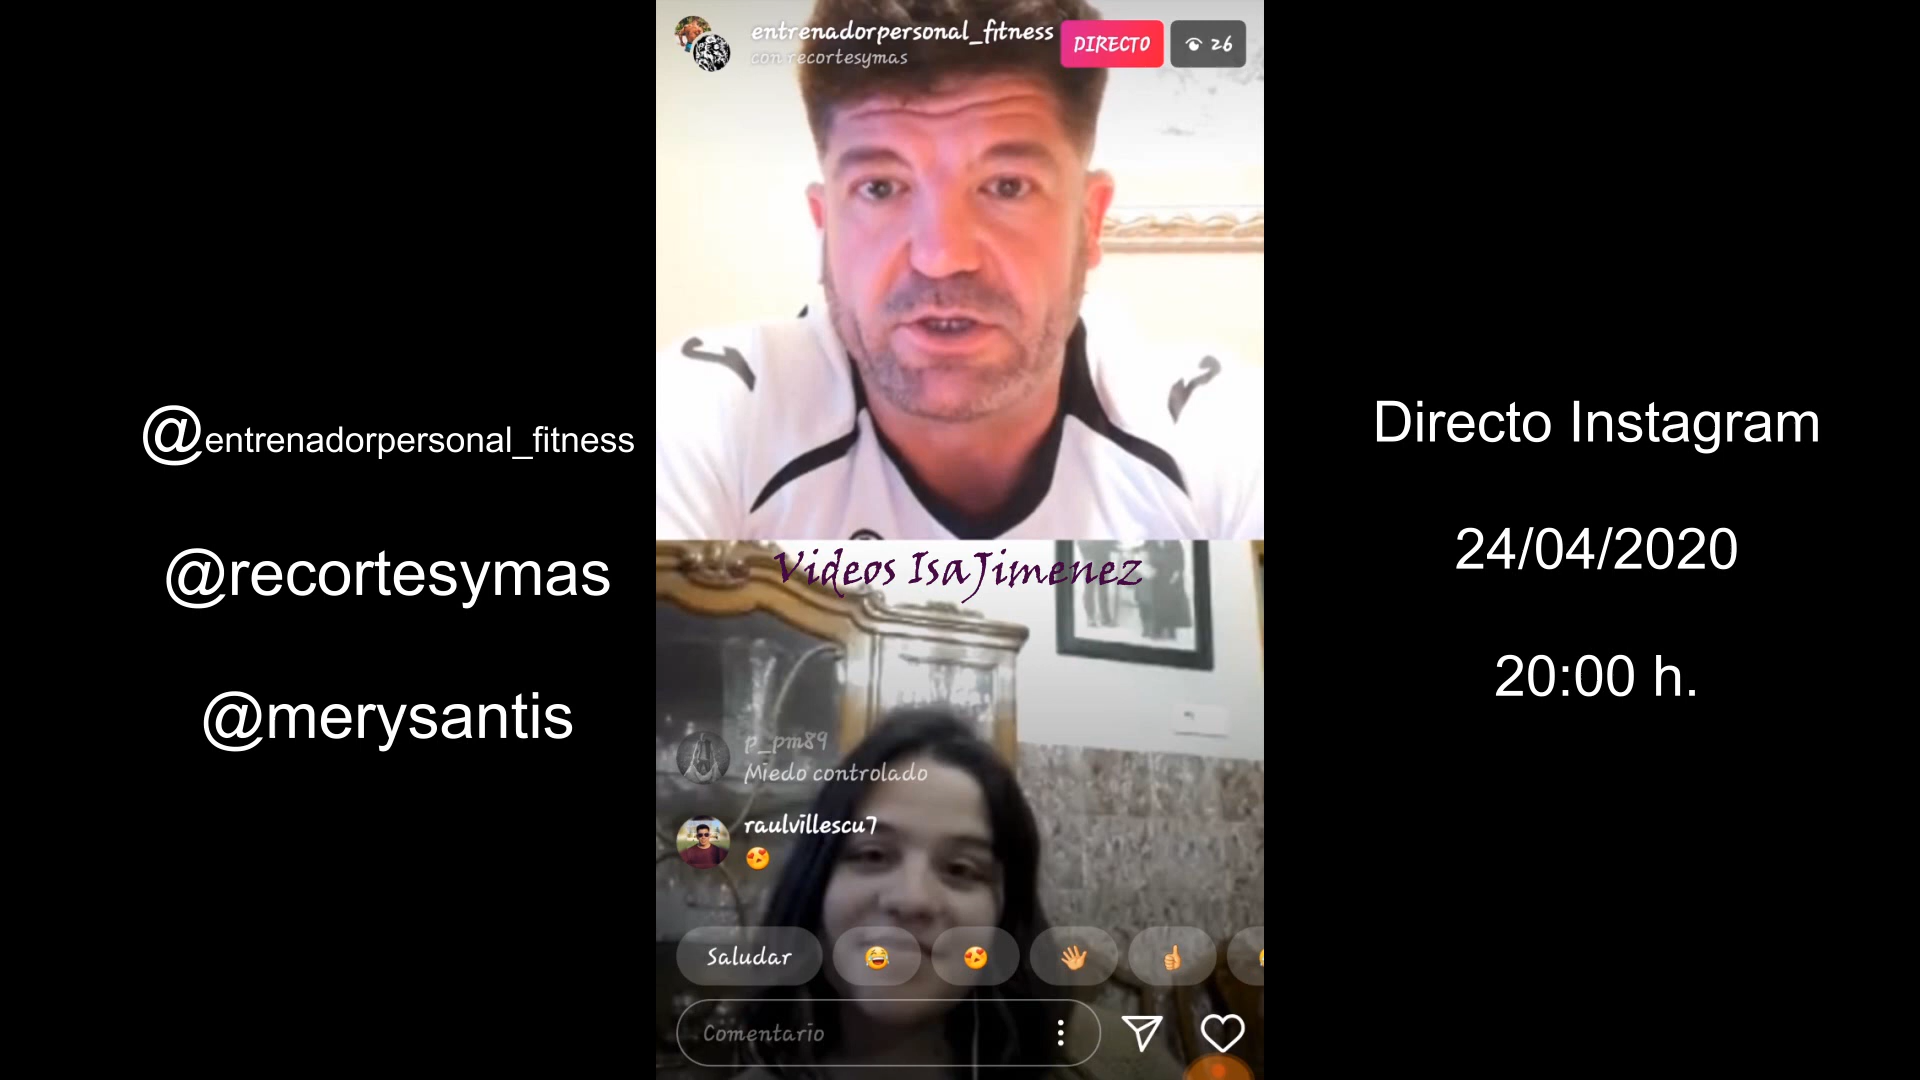 @entrenadorpersonal_fitness
@recortesymas
@merysantis
entrenadorpersonal_fitness
con recortesymas
DIRECTO
26
Videos IsaJimenez
p_pm89
Miedo controlado
raulvillescu7
😍
Saludar 😂 😍 👋 👍
Comentario
Directo Instagram
24/04/2020
20:00 h.